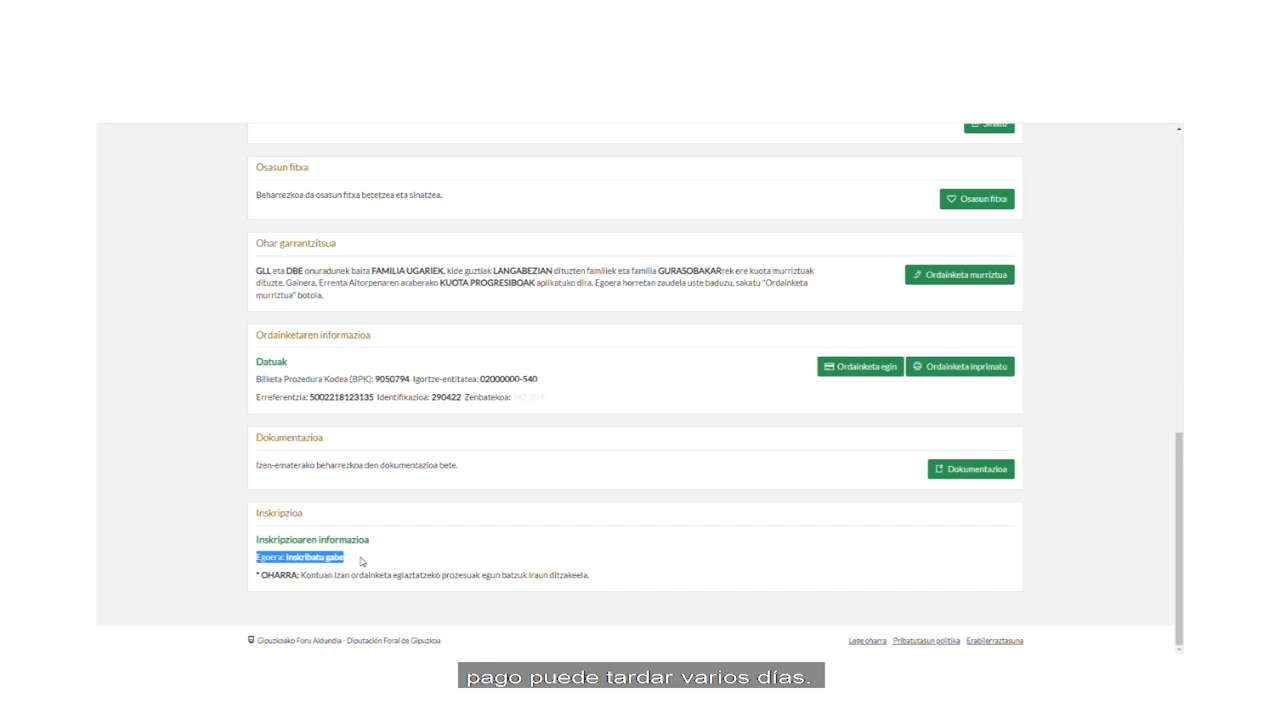 Osasun fitxa
Beharrezkoa da osasun fitxa betetzea eta sinatzea.
Osasun fitxa
Ohar garrantzitsua
GLL eta DBE onuradunek baita FAMILIA UGARIEK, kide guztiak LANGABEZIAN dituzten familiek eta familia GURASOBAKARrek ere kuota murriztuak
dituzte. Gainera, Errenta Aitorpenaren araberako KUOTA PROGRESIBOAK aplikatuko dira. Egoera horretan zaudela uste baduzu, sakatu "Ordainketa
murriztua" botoia.
Ordainketa murriztua
Ordainketaren informazioa
Datuak
Bilketa Prozedura Kodea (BPK): 9050794 Igortze-entitatea: 02000000-540
Erreferentzia: 5002218123135 Identifikazioa: 290422 Zenbatekoa:
Ordainketa egin
Ordainketa inprimatu
Dokumentazioa
Izen-ematerako beharrezkoa den dokumentazioa bete.
Dokumentazioa
Inskripzioa
Inskripzioaren informazioa
Egoera: Inskribatu gabe
* OHARRA: Kontuan izan ordainketa egiaztatzeko prozesuak egun batzuk iraun ditzakeela.
Gipuzkoako Foru Aldundia - Diputación Foral de Gipuzkoa
Lege oharra Pribatutasun politika Erabilerraztasuna
pago puede tardar varios días.